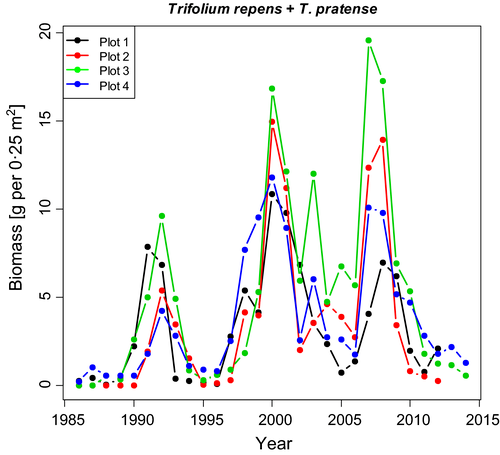 Trifolium repens + T. pratense
20
15
10
5
0
Biomass [g per 0·25 m²]
Plot 1
Plot 2
Plot 3
Plot 4
1985 1990 1995 2000 2005 2010 2015
Year